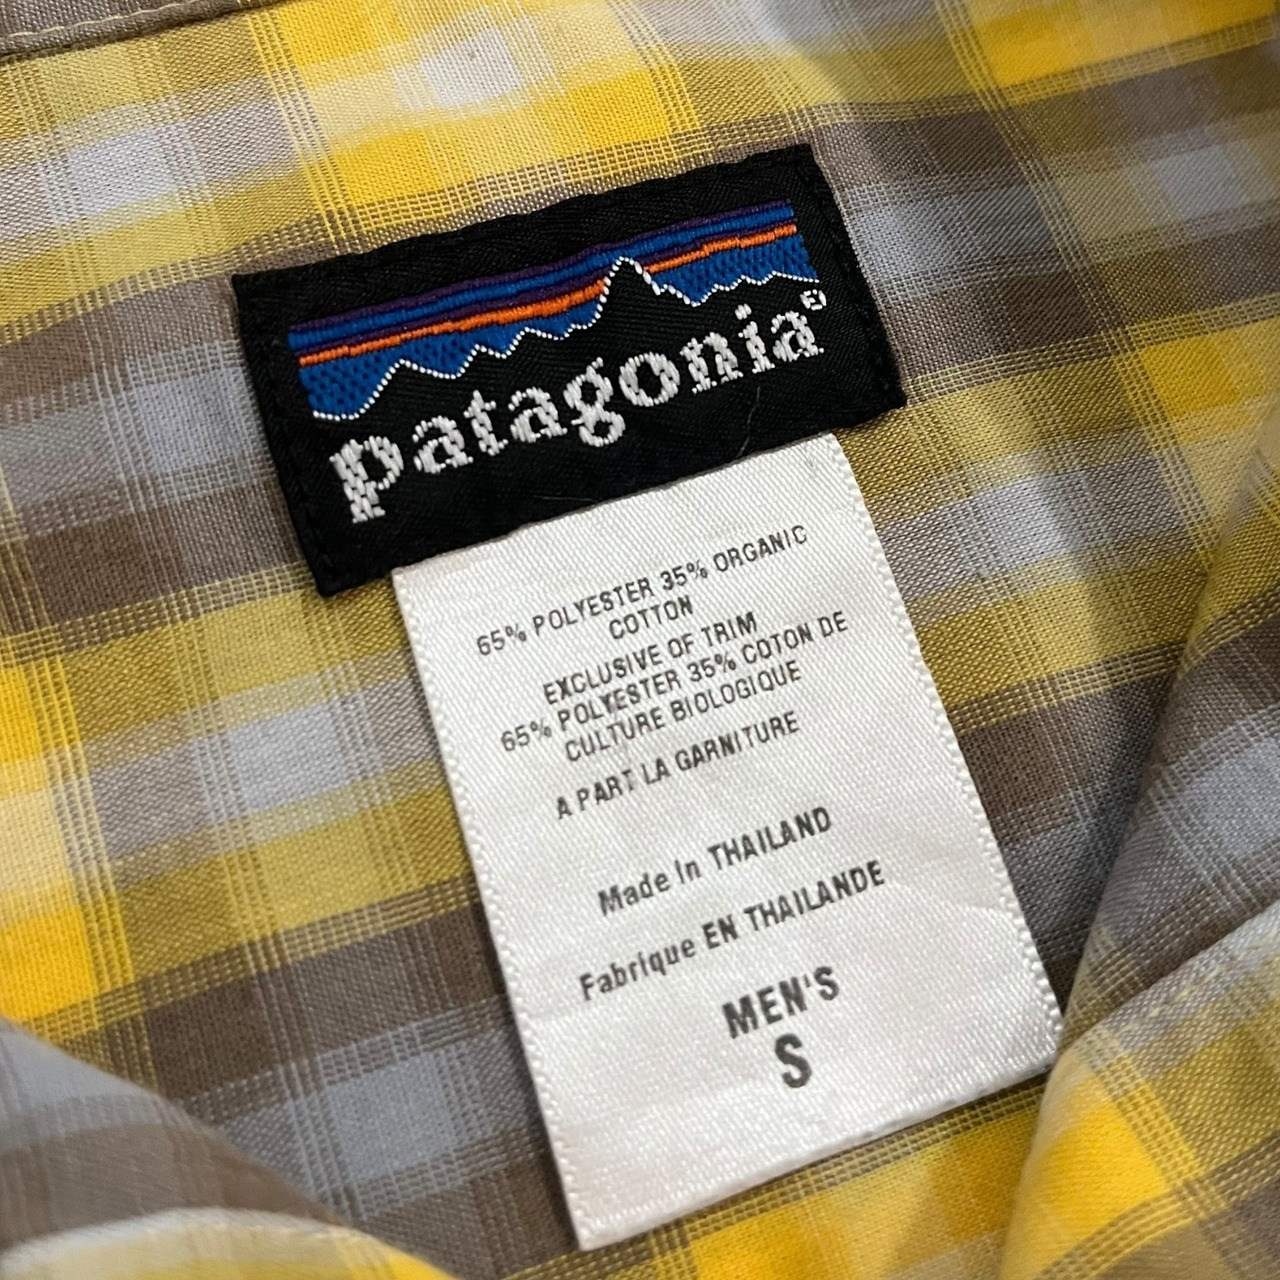 patagonia®
65% POLYESTER 35% ORGANIC
COTTON
EXCLUSIVE OF TRIM
65% POLYESTER 35% COTON DE
CULTURE BIOLOGIQUE
A PART LA GARNITURE
Made In THAILAND
Fabrique EN THAILANDE
MEN'S
S